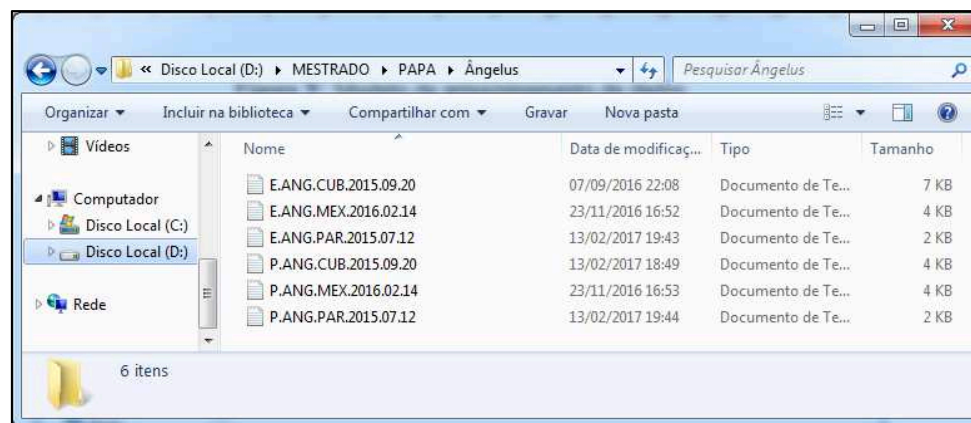 « Disco Local (D:) ▸ MESTRADO ▸ PAPA ▸ Ângelus Pesquisar Ângelus
Organizar Incluir na biblioteca Compartilhar com Gravar Nova pasta
Vídeos
Computador
Disco Local (C:)
Disco Local (D:)
Rede
Nome Data de modificaç... Tipo Tamanho
E.ANG.CUB.2015.09.20 07/09/2016 22:08 Documento de Te... 7 KB
E.ANG.MEX.2016.02.14 23/11/2016 16:52 Documento de Te... 4 KB
E.ANG.PAR.2015.07.12 13/02/2017 19:43 Documento de Te... 2 KB
P.ANG.CUB.2015.09.20 13/02/2017 18:49 Documento de Te... 4 KB
P.ANG.MEX.2016.02.14 23/11/2016 16:53 Documento de Te... 4 KB
P.ANG.PAR.2015.07.12 13/02/2017 19:44 Documento de Te... 2 KB
6 itens